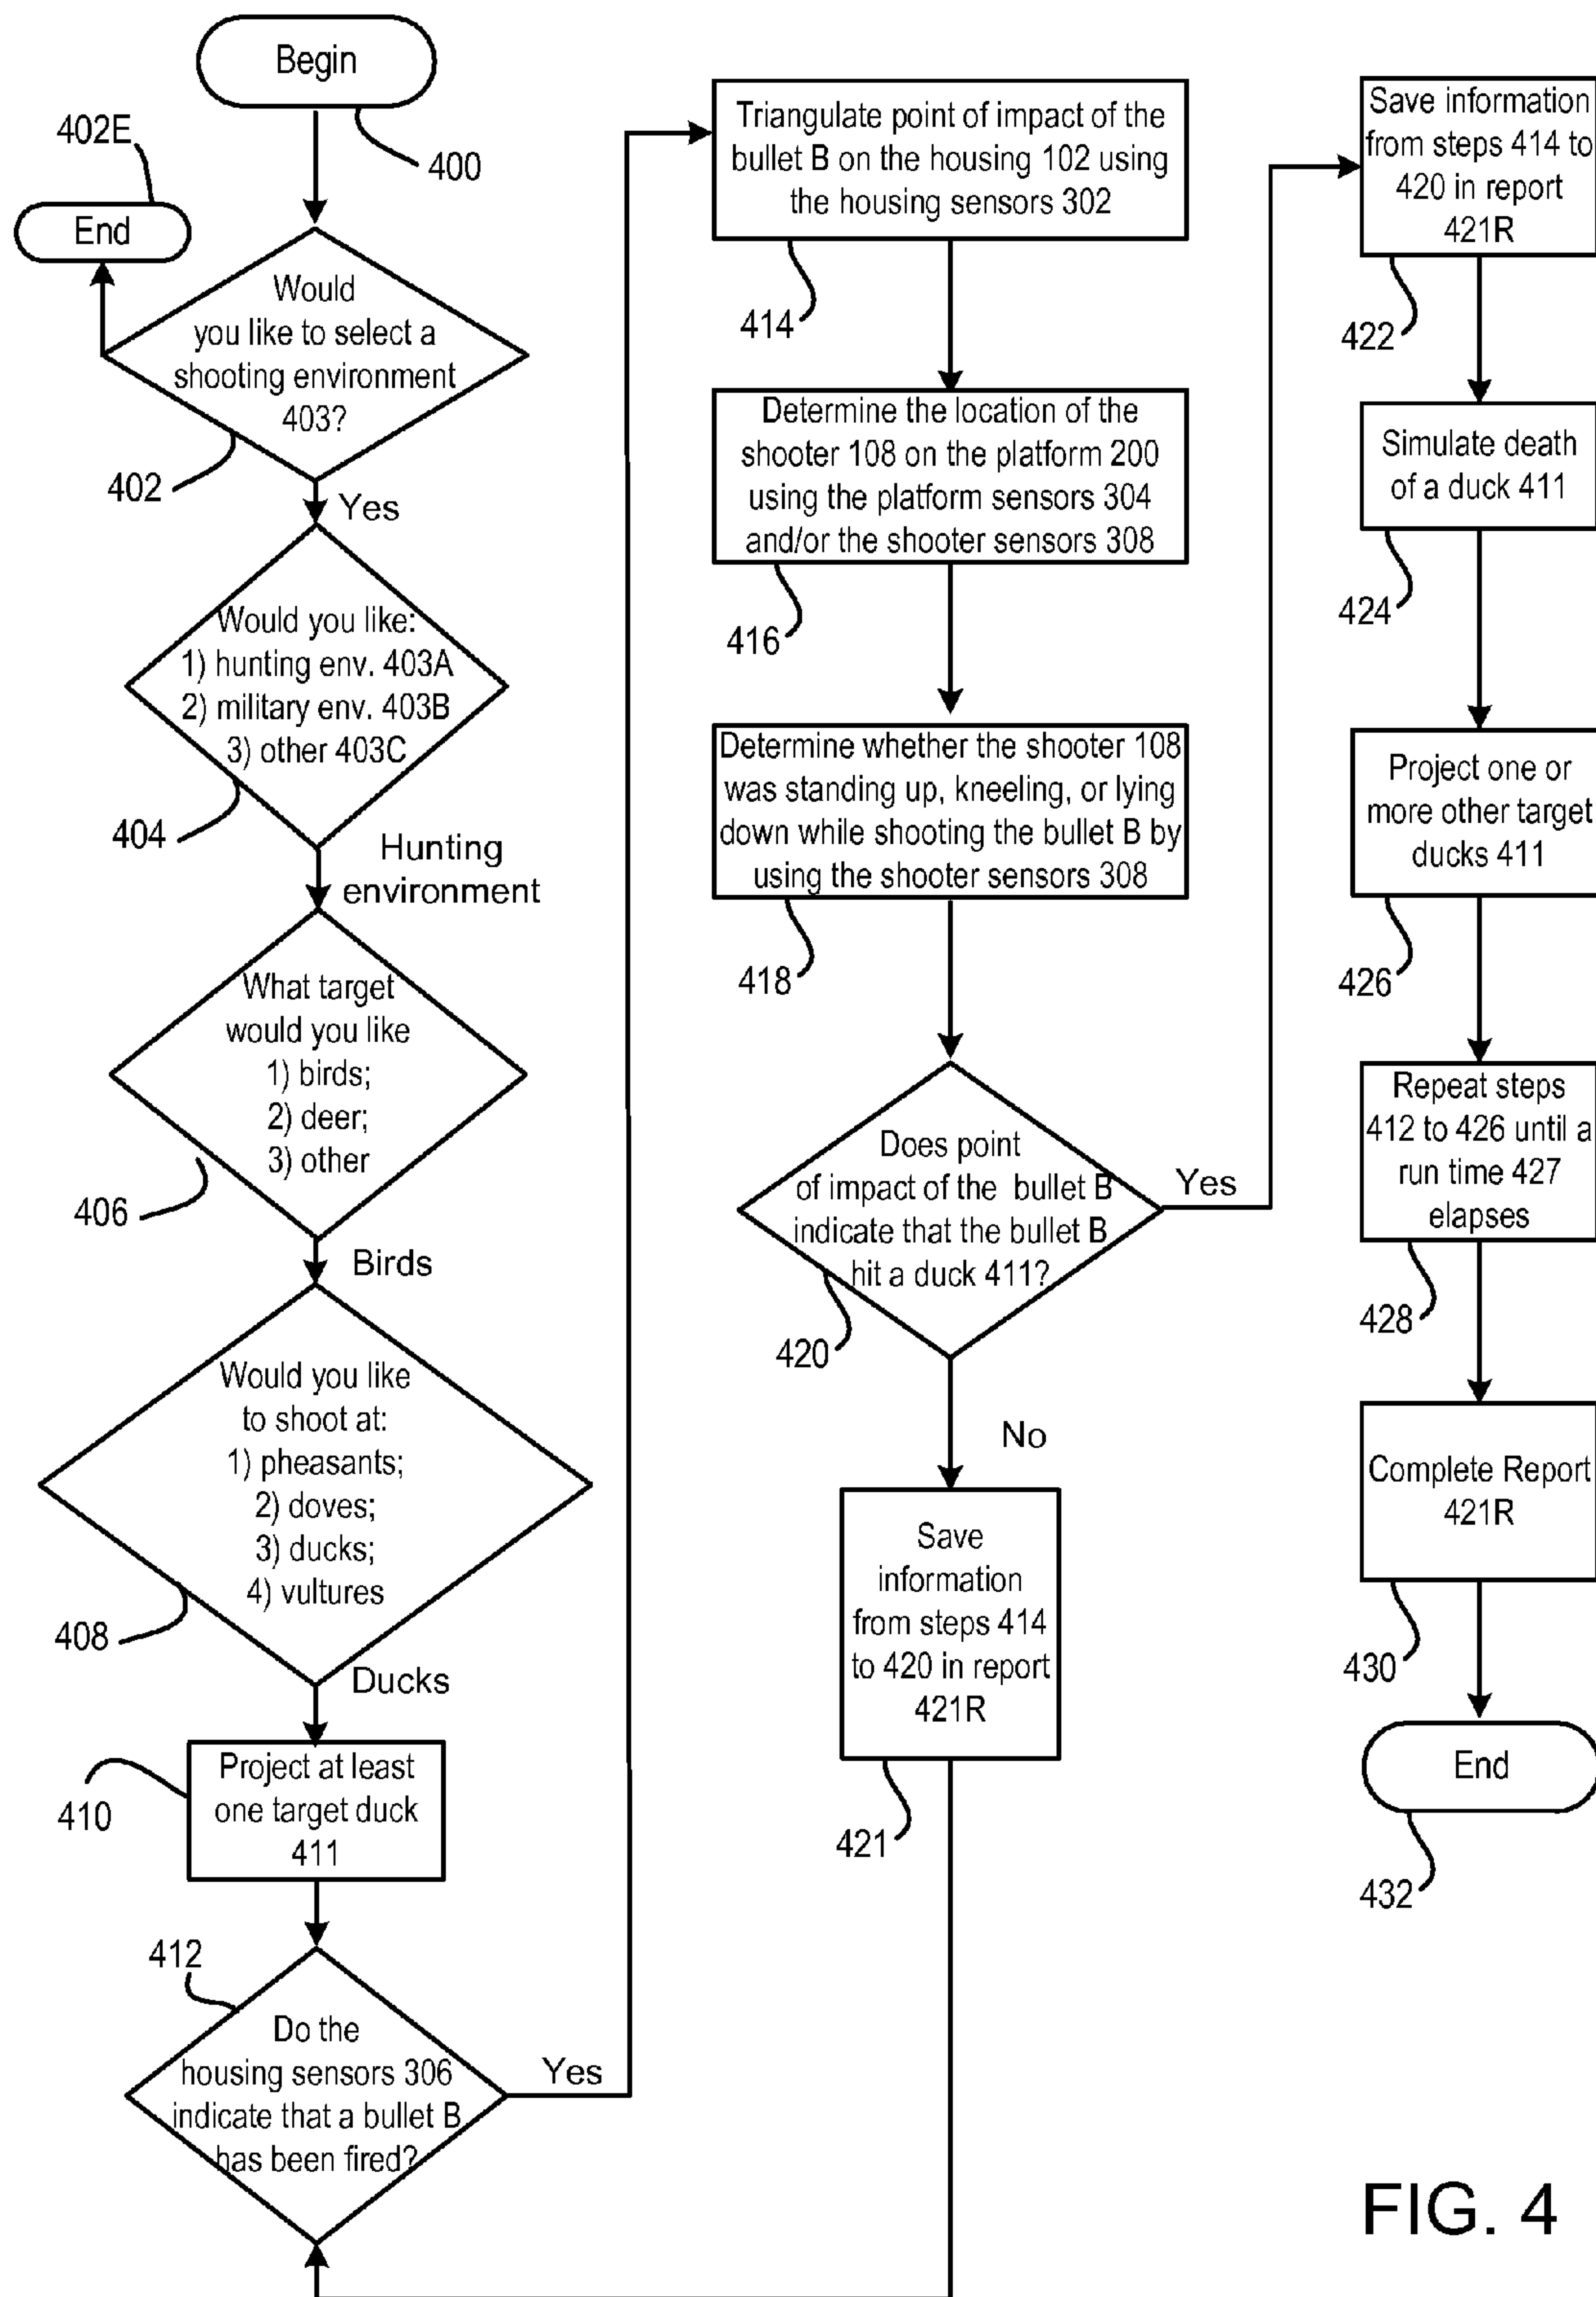 Begin
400
402E
End
Would
you like to select a
shooting environment
403?
402
Yes
Would you like:
1) hunting env. 403A
2) military env. 403B
3) other 403C
404
Hunting
environment
What target
would you like
1) birds;
2) deer;
3) other
406
Birds
Would you like
to shoot at:
1) pheasants;
2) doves;
3) ducks;
4) vultures
408
Ducks
Project at least
one target duck
411
410
412
Do the
housing sensors 306
indicate that a bullet B
has been fired?
Yes
Triangulate point of impact of the
bullet B on the housing 102 using
the housing sensors 302
414
Determine the location of the
shooter 108 on the platform 200
using the platform sensors 304
and/or the shooter sensors 308
416
Determine whether the shooter 108
was standing up, kneeling, or lying
down while shooting the bullet B by
using the shooter sensors 308
418
Does point
of impact of the bullet B
indicate that the bullet B
hit a duck 411?
Yes
420
No
Save
information
from steps 414
to 420 in report
421R
421
Save information
from steps 414 to
420 in report
421R
422
Simulate death
of a duck 411
424
Project one or
more other target
ducks 411
426
Repeat steps
412 to 426 until a
run time 427
elapses
428
Complete Report
421R
430
End
432
FIG. 4